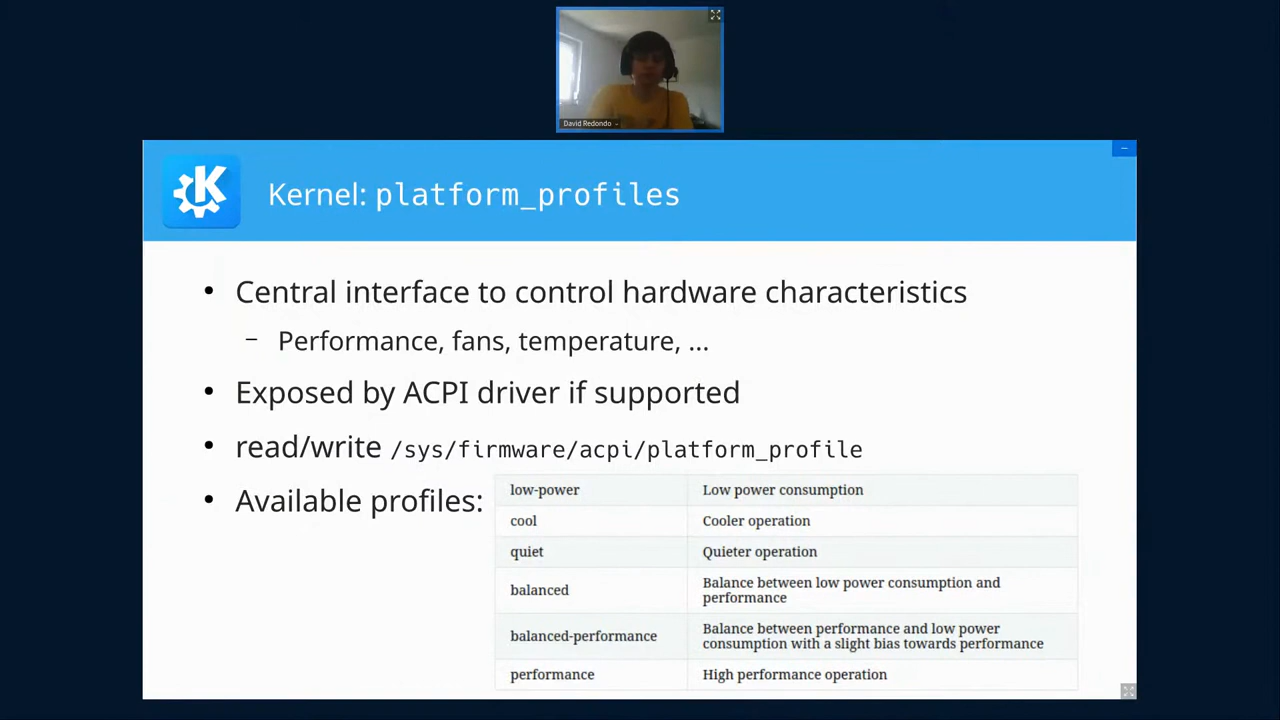 David Redondo
Kernel: platform_profiles
• Central interface to control hardware characteristics
– Performance, fans, temperature, ...
• Exposed by ACPI driver if supported
• read/write /sys/firmware/acpi/platform_profile
• Available profiles:
low-power Low power consumption
cool Cooler operation
quiet Quieter operation
balanced Balance between low power consumption and
performance
balanced-performance Balance between performance and low power
consumption with a slight bias towards performance
performance High performance operation